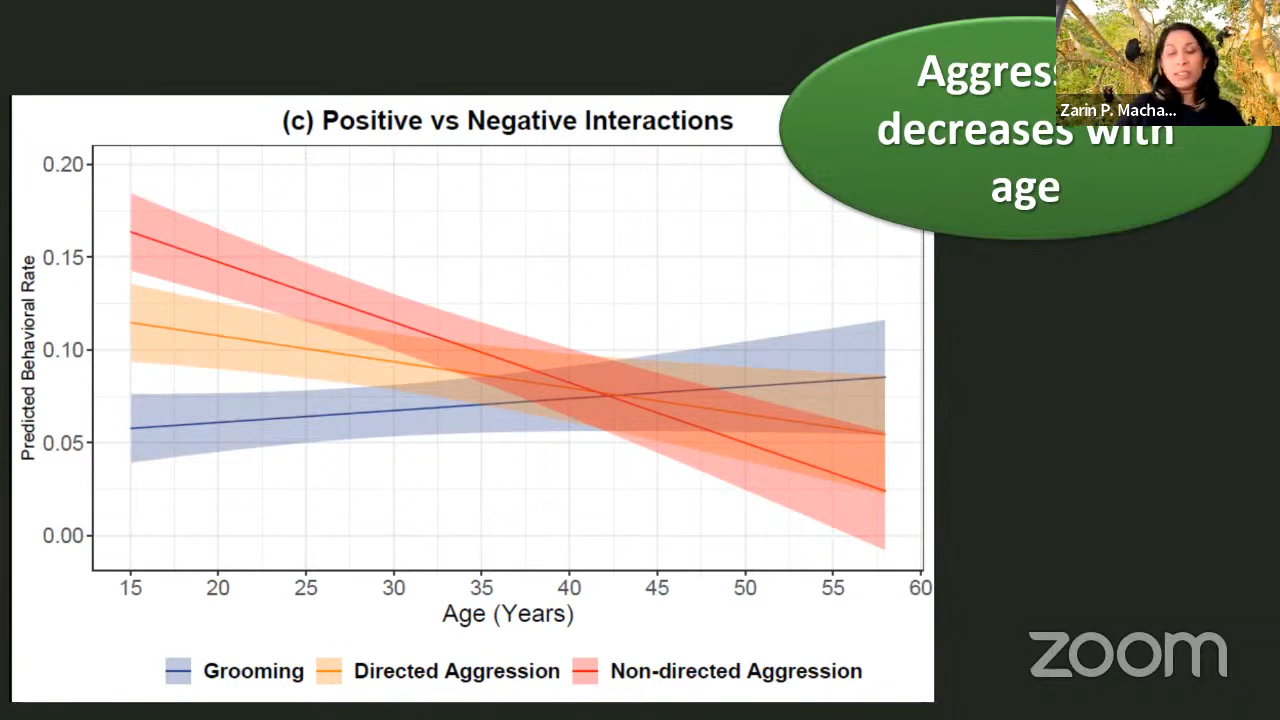 Aggres
decreases with
age
Zarin P. Macha...
(c) Positive vs Negative Interactions
Predicted Behavioral Rate
0.20
0.15
0.10
0.05
0.00
15 20 25 30 35 40 45 50 55 60
Age (Years)
Grooming Directed Aggression Non-directed Aggression
zoom